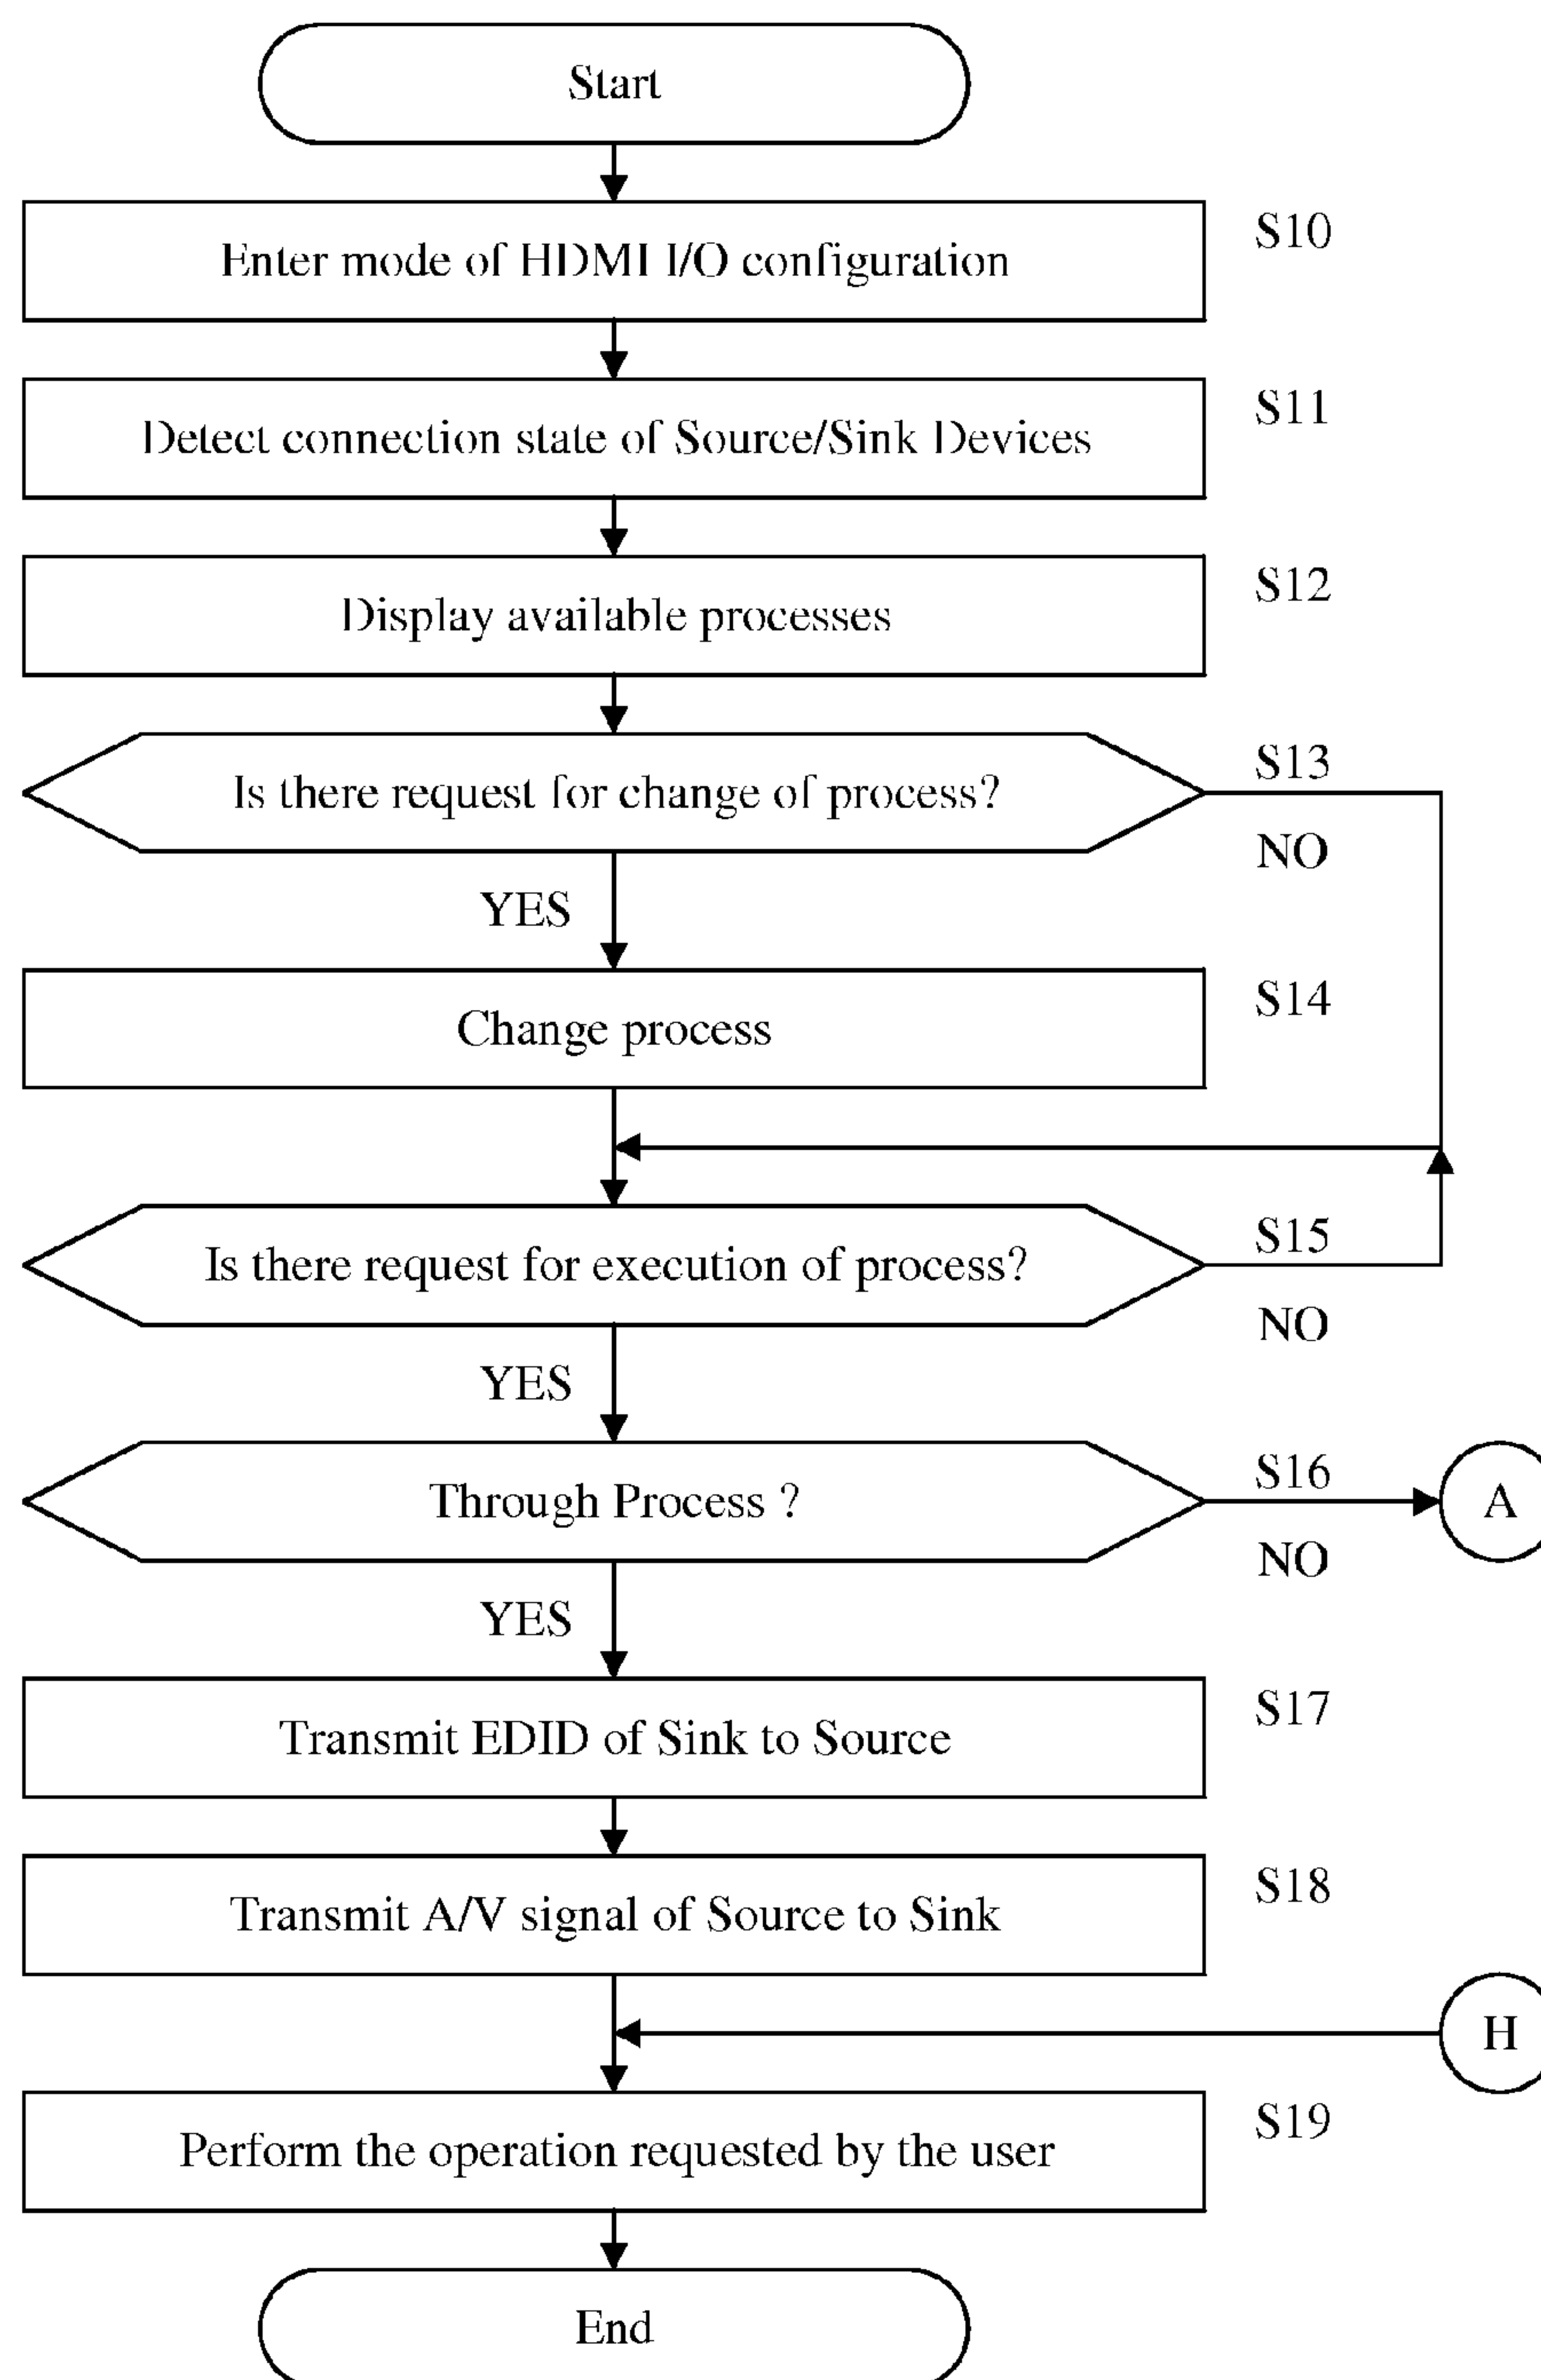 Start
Enter mode of HDMI I/O configuration
S10
Detect connection state of Source/Sink Devices
S11
Display available processes
S12
Is there request for change of process?
S13
NO
YES
Change process
S14
Is there request for execution of process?
S15
NO
YES
Through Process ?
S16
A
NO
YES
Transmit EDID of Sink to Source
S17
Transmit A/V signal of Source to Sink
S18
H
Perform the operation requested by the user
S19
End